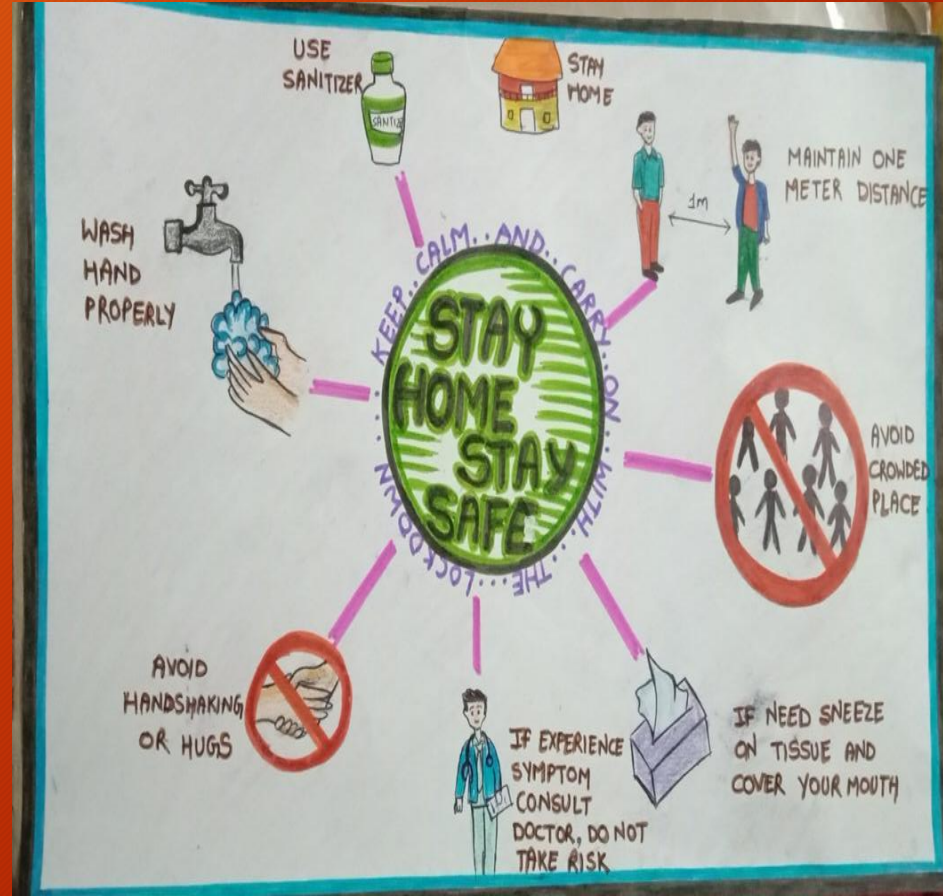 USE
SANITIZER
SANTIZ
STAY
HOME
MAINTAIN ONE
METER DISTANCE
1m
WASH
HAND
PROPERLY
KEEP.. CALM.. AND.. CARRY.. ON.. WITH... THE... LOCKDOWN....
STAY
HOME
STAY
SAFE
AVOID
CROWDED
PLACE
AVOID
HANDSHAKING
OR HUGS
IF EXPERIENCE
SYMPTOM
CONSULT
DOCTOR, DO NOT
TAKE RISK
IF NEED SNEEZE
ON TISSUE AND
COVER YOUR MOUTH